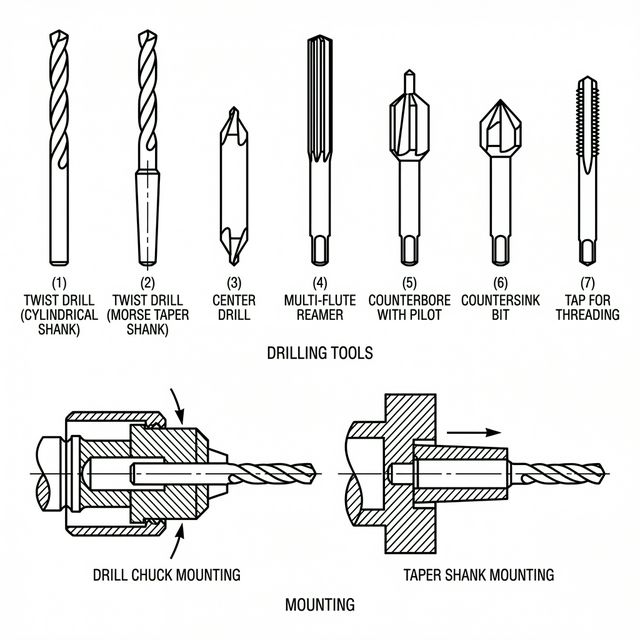 (1)
TWIST DRILL
(CYLINDRICAL
SHANK)
(2)
TWIST DRILL
(MORSE TAPER
SHANK)
(3)
CENTER
DRILL
(4)
MULTI-FLUTE
REAMER
(5)
COUNTERBORE
WITH PILOT
(6)
COUNTERSINK
BIT
(7)
TAP FOR
THREADING
DRILLING TOOLS
DRILL CHUCK MOUNTING
TAPER SHANK MOUNTING
MOUNTING